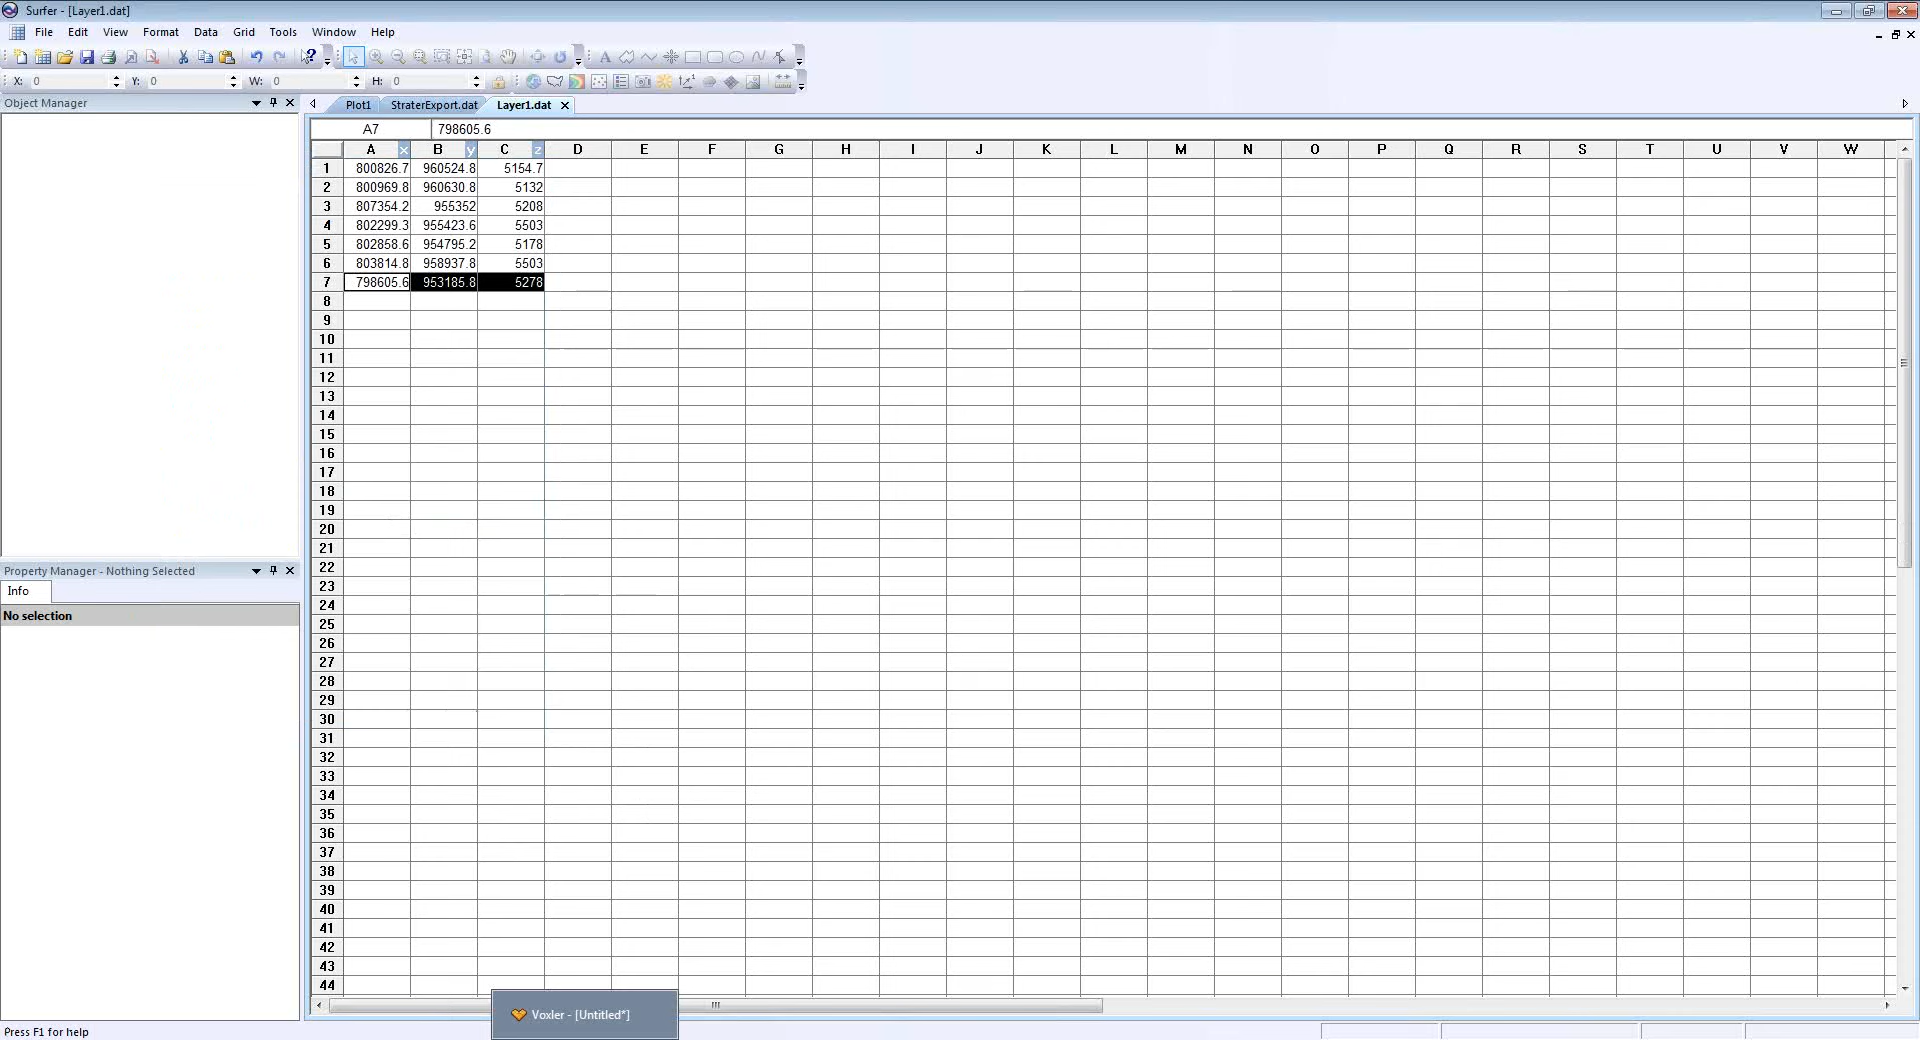 Surfer - [Layer1.dat]
File Edit View Format Data Grid Tools Window Help
X: 0 Y: 0 W: 0 H: 0
Object Manager
Plot1 StraterExport.dat Layer1.dat
A7 798605.6
A x B y C z D E F G H I J K L M N O P Q R S T U V W
1 800826.7 960524.8 5154.7
2 800969.8 960630.8 5132
3 807354.2 955352 5208
4 802299.3 955423.6 5503
5 802858.6 954795.2 5178
6 803814.8 958937.8 5503
7 798605.6 953185.8 5278
8
9
10
11
12
13
14
15
16
17
18
19
20
21
22
23
24
25
26
27
28
29
30
31
32
33
34
35
36
37
38
39
40
41
42
43
44
Property Manager - Nothing Selected
Info
No selection
Voxler - [Untitled*]
Press F1 for help